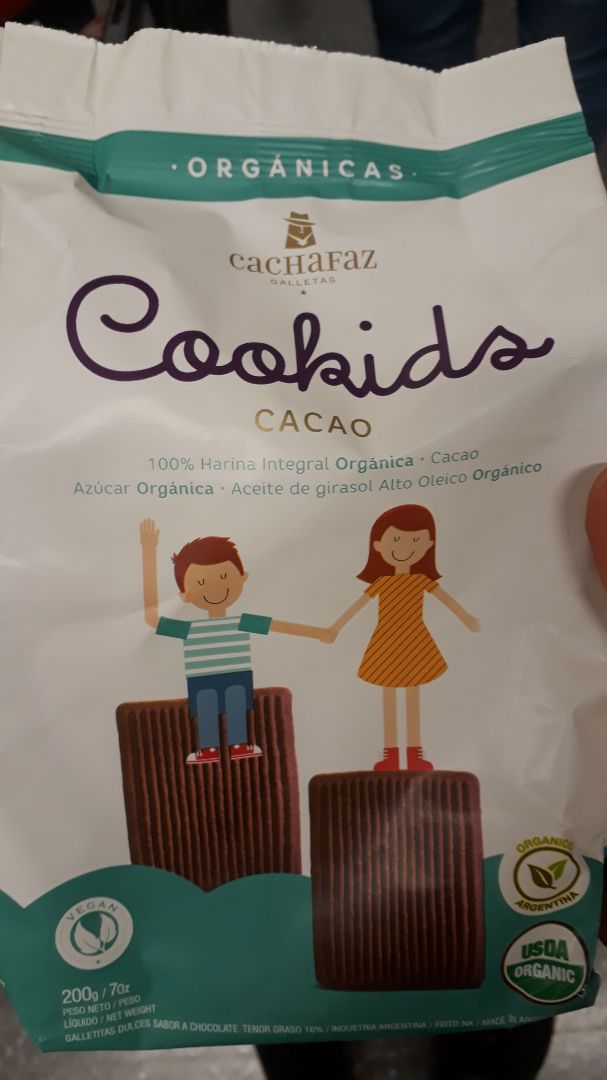 ·ORGÁNICAS·
CACHAFAZ
GALLETAS
Cookids
CACAO
100% Harina Integral Orgánica · Cacao
Azúcar Orgánica · Aceite de girasol Alto Oleico Orgánico
ORGANICO
ARGENTINA
VEGAN
USDA
ORGANIC
200g / 7oz
PESO NETO / PESO
LÍQUIDO / NET WEIGHT
GALLETITAS DULCES SABOR A CHOCOLATE. TENOR GRASO 16% / INDUSTRIA ARGENTINA / FEITO NA / MADE IN